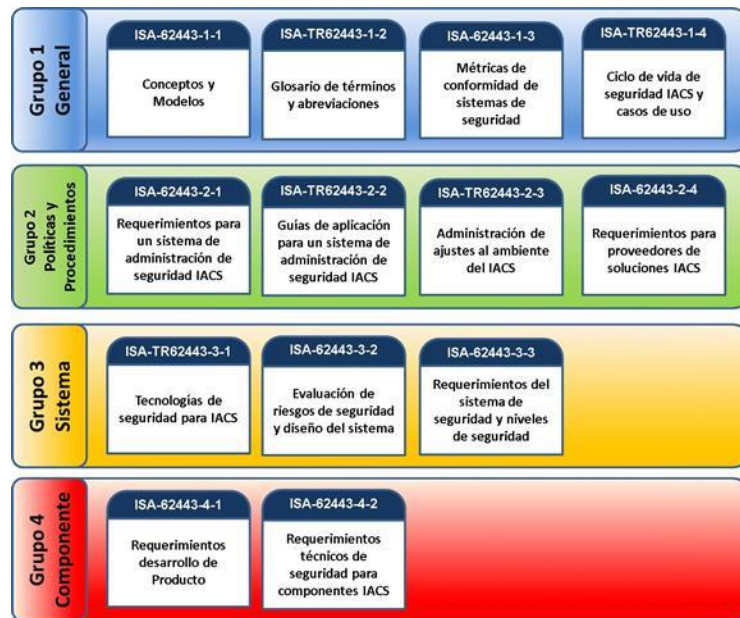 Grupo 1
General
ISA-62443-1-1
Conceptos y
Modelos
ISA-TR62443-1-2
Glosario de términos
y abreviaciones
ISA-62443-1-3
Métricas de
conformidad de
sistemas de
seguridad
ISA-TR62443-1-4
Ciclo de vida de
seguridad IACS y
casos de uso
Grupo 2
Políticas y
Procedimientos
ISA-62443-2-1
Requerimientos para
un sistema de
administración de
seguridad IACS
ISA-TR62443-2-2
Guías de aplicación
para un sistema de
administración de
seguridad IACS
ISA-TR62443-2-3
Administración de
ajustes al ambiente
del IACS
ISA-62443-2-4
Requerimientos para
proveedores de
soluciones IACS
Grupo 3
Sistema
ISA-TR62443-3-1
Tecnologías de
seguridad para IACS
ISA-62443-3-2
Evaluación de
riesgos de seguridad
y diseño del sistema
ISA-62443-3-3
Requerimientos del
sistema de
seguridad y niveles
de seguridad
Grupo 4
Componente
ISA-62443-4-1
Requerimientos
desarrollo de
Producto
ISA-62443-4-2
Requerimientos
técnicos de
seguridad para
componentes IACS